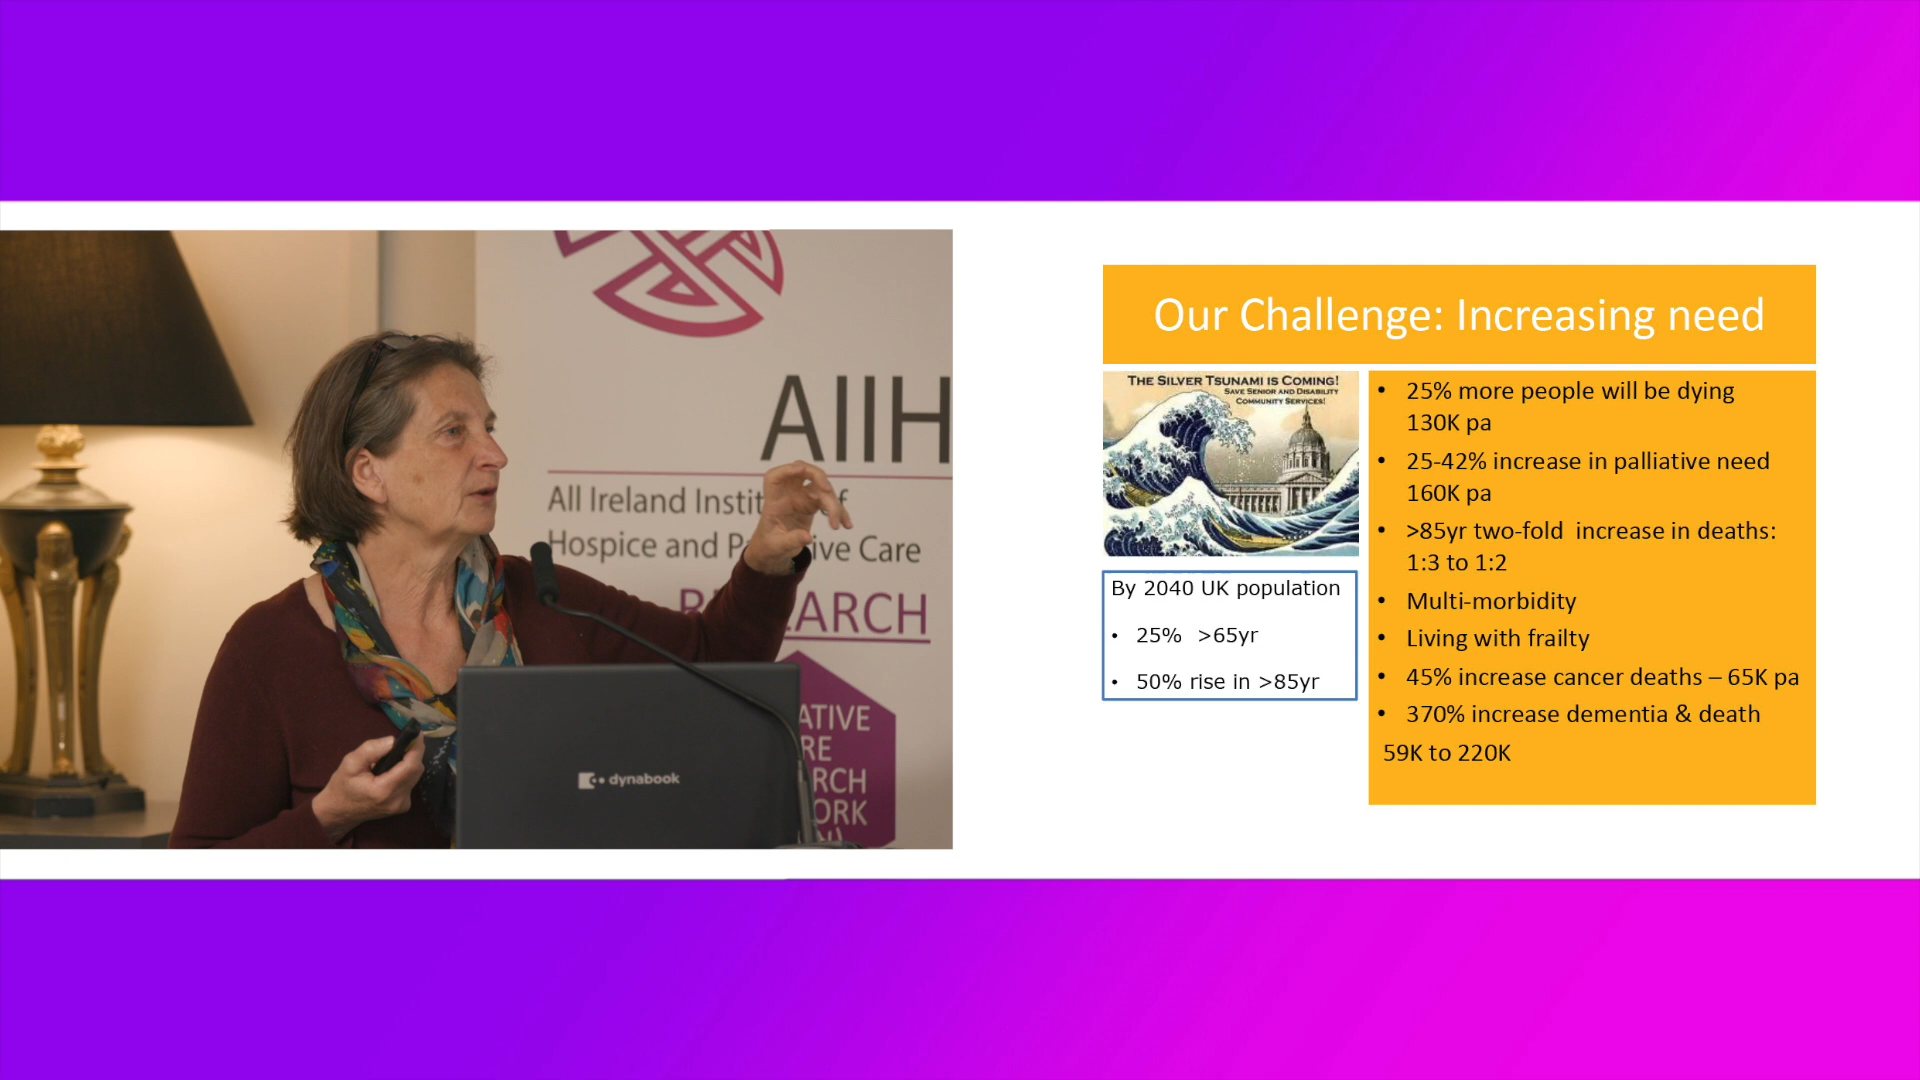 AIIH
All Ireland Instit f
Hospice and P ive Care
ARCH
ATIVE
RE
RCH
ORK
dynabook
Our Challenge: Increasing need
THE SILVER TSUNAMI IS COMING!
SAVE SENIOR AND DISABILITY
COMMUNITY SERVICES!
By 2040 UK population
• 25% >65yr
• 50% rise in >85yr
• 25% more people will be dying
130K pa
• 25-42% increase in palliative need
160K pa
• >85yr two-fold increase in deaths:
1:3 to 1:2
• Multi-morbidity
• Living with frailty
• 45% increase cancer deaths – 65K pa
• 370% increase dementia & death
59K to 220K